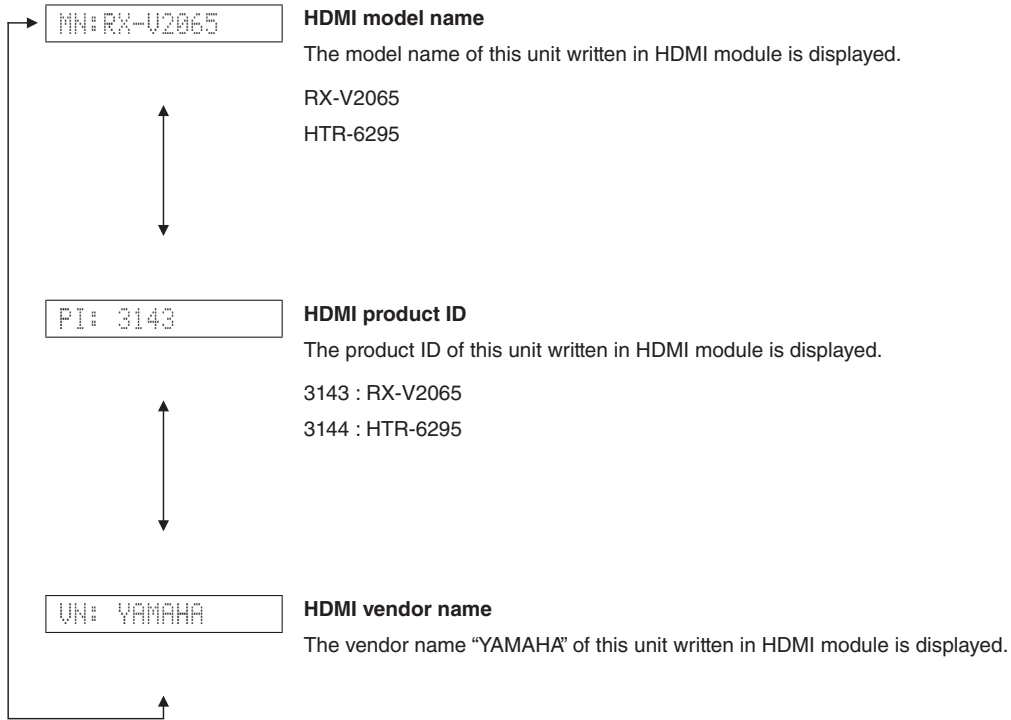 MN:RX-V2065
HDMI model name
The model name of this unit written in HDMI module is displayed.
RX-V2065
HTR-6295
PI: 3143
HDMI product ID
The product ID of this unit written in HDMI module is displayed.
3143 : RX-V2065
3144 : HTR-6295
VN: YAMAHA
HDMI vendor name
The vendor name “YAMAHA” of this unit written in HDMI module is displayed.